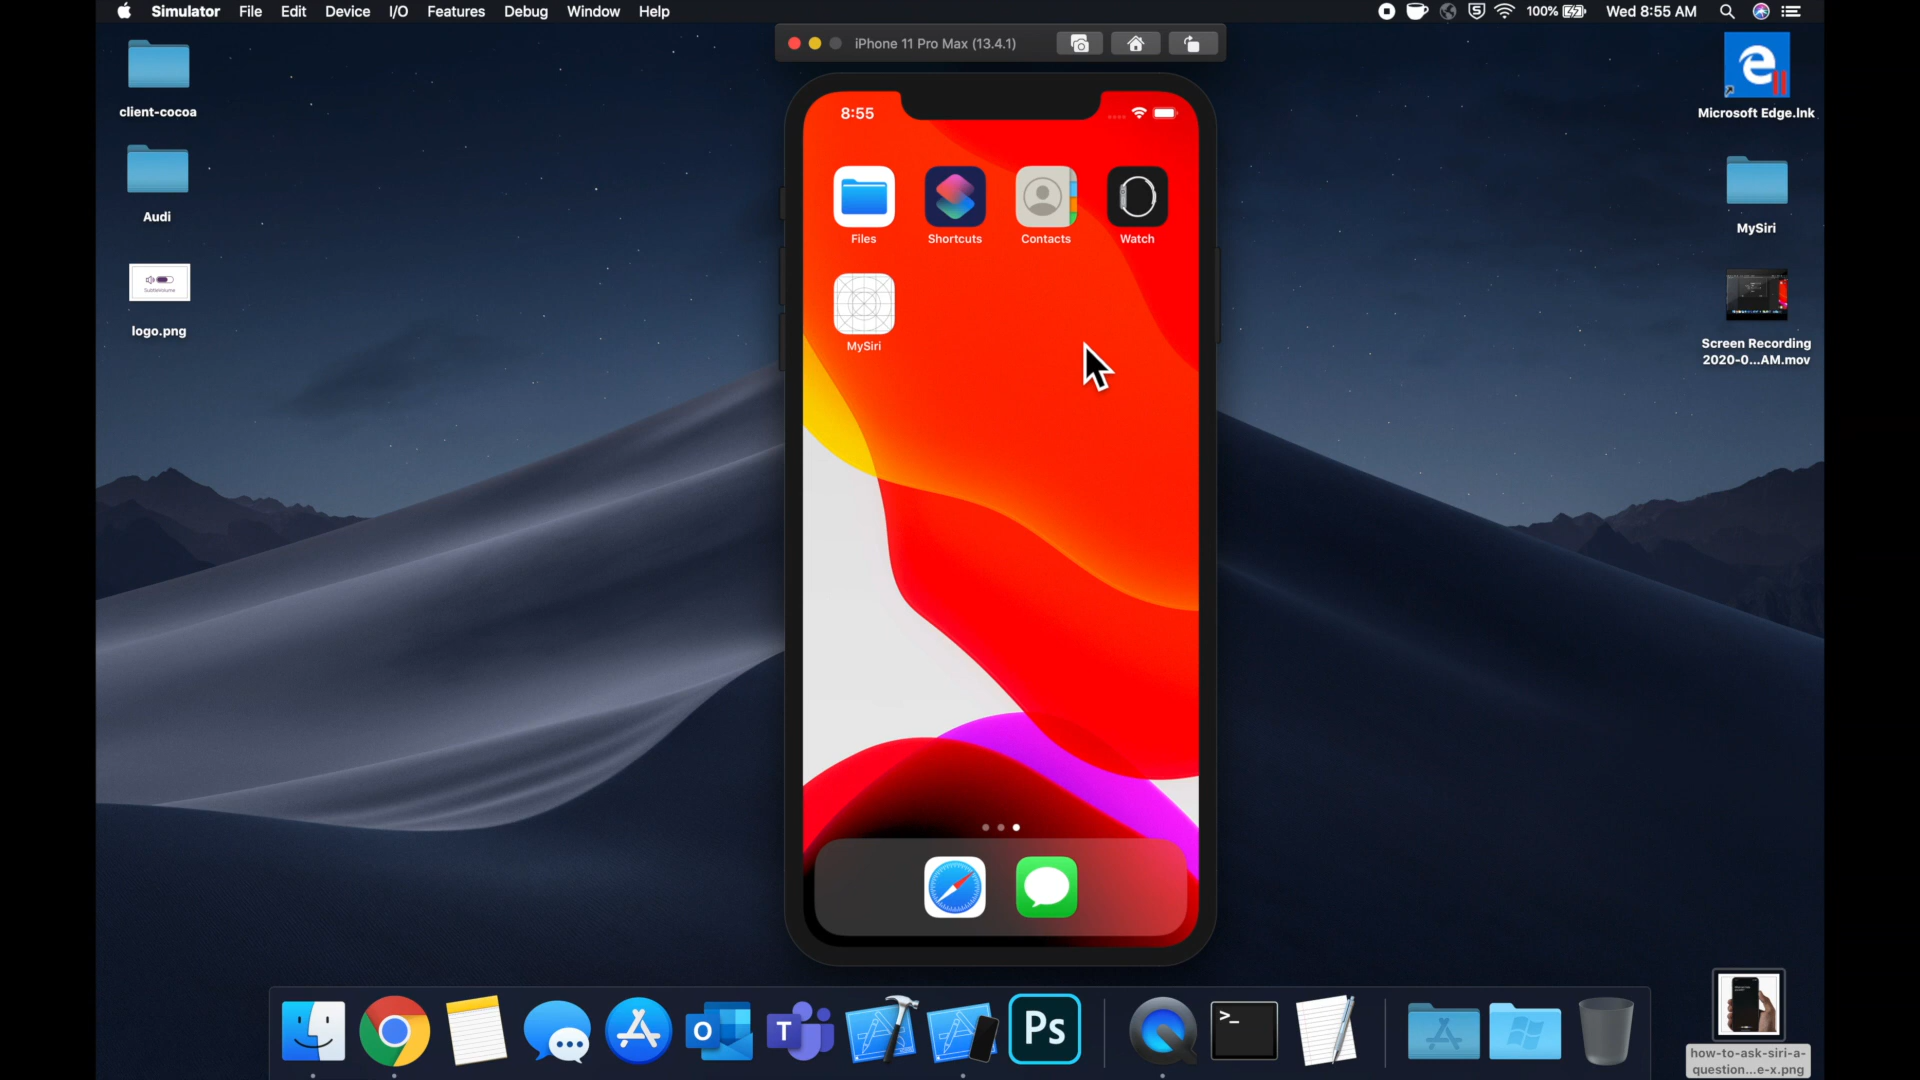 Simulator File Edit Device I/O Features Debug Window Help
100% Wed 8:55 AM
iPhone 11 Pro Max (13.4.1)
client-cocoa
Audi
logo.png
8:55
Files Shortcuts Contacts Watch
MySiri
Microsoft Edge.lnk
MySiri
Screen Recording
2020-0...AM.mov
Ps
how-to-ask-siri-a-
question...e-x.png